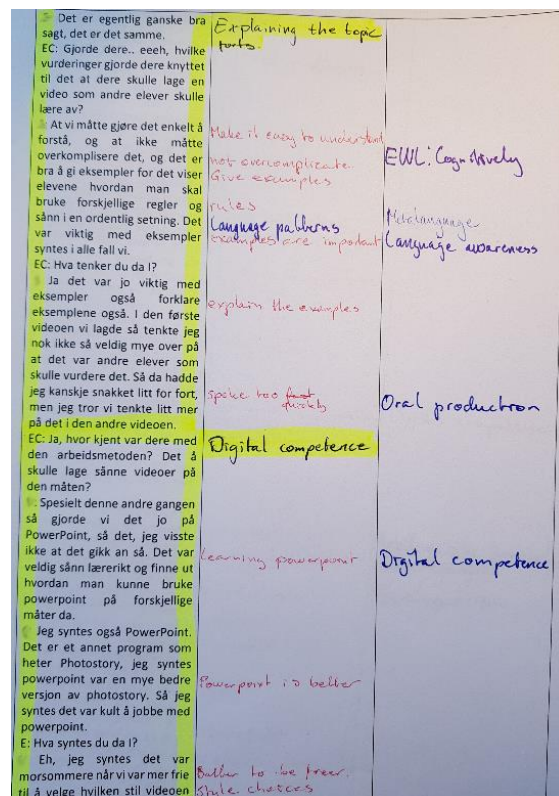 Det er egentlig ganske bra
sagt, det er det samme.
EC: Gjorde dere.. eeeh, hvilke
vurderinger gjorde dere knyttet
til det at dere skulle lage en
video som andre elever skulle
lære av?
At vi måtte gjøre det enkelt å
forstå, og at ikke måtte
overkomplisere det, og det er
bra å gi eksempler for det viser
elevene hvordan man skal
bruke forskjellige regler og
sånn i en ordentlig setning. Det
var viktig med eksempler
syntes i alle fall vi.
EC: Hva tenker du da I?
Ja det var jo viktig med
eksempler også forklare
eksemplene også. I den første
videoen vi lagde så tenkte jeg
nok ikke så veldig mye over på
at det var andre elever som
skulle vurdere det. Så da hadde
jeg kanskje snakket litt for fort,
men jeg tror vi tenkte litt mer
på det i den andre videoen.
EC: Ja, hvor kjent var dere med
den arbeidsmetoden? Det å
skulle lage sånne videoer på
den måten?
Spesielt denne andre gangen
så gjorde vi det jo på
PowerPoint, så det, jeg visste
ikke at det gikk an så. Det var
veldig sånn lærerikt og finne ut
hvordan man kunne bruke
powerpoint på forskjellige
måter da.
Jeg syntes også PowerPoint.
Det er et annet program som
heter Photostory, jeg syntes
powerpoint var en mye bedre
versjon av photostory. Så jeg
syntes det var kult å jobbe med
powerpoint.
E: Hva syntes du da I?
Eh, jeg syntes det var
morsommere når vi var mer frie
til å velge hvilken stil videoen
Explaining the topic
Make it easy to understand
not overcomplicate.
Give examples
rules
Language patterns
examples are important
explain the examples
spoke too
quickly
Digital competence
Learning powerpoint
Powerpoint is better
Better to be freer.
Style choices
EWL: Cognitively
Metalanguage
Language awareness
Oral production
Digital competence